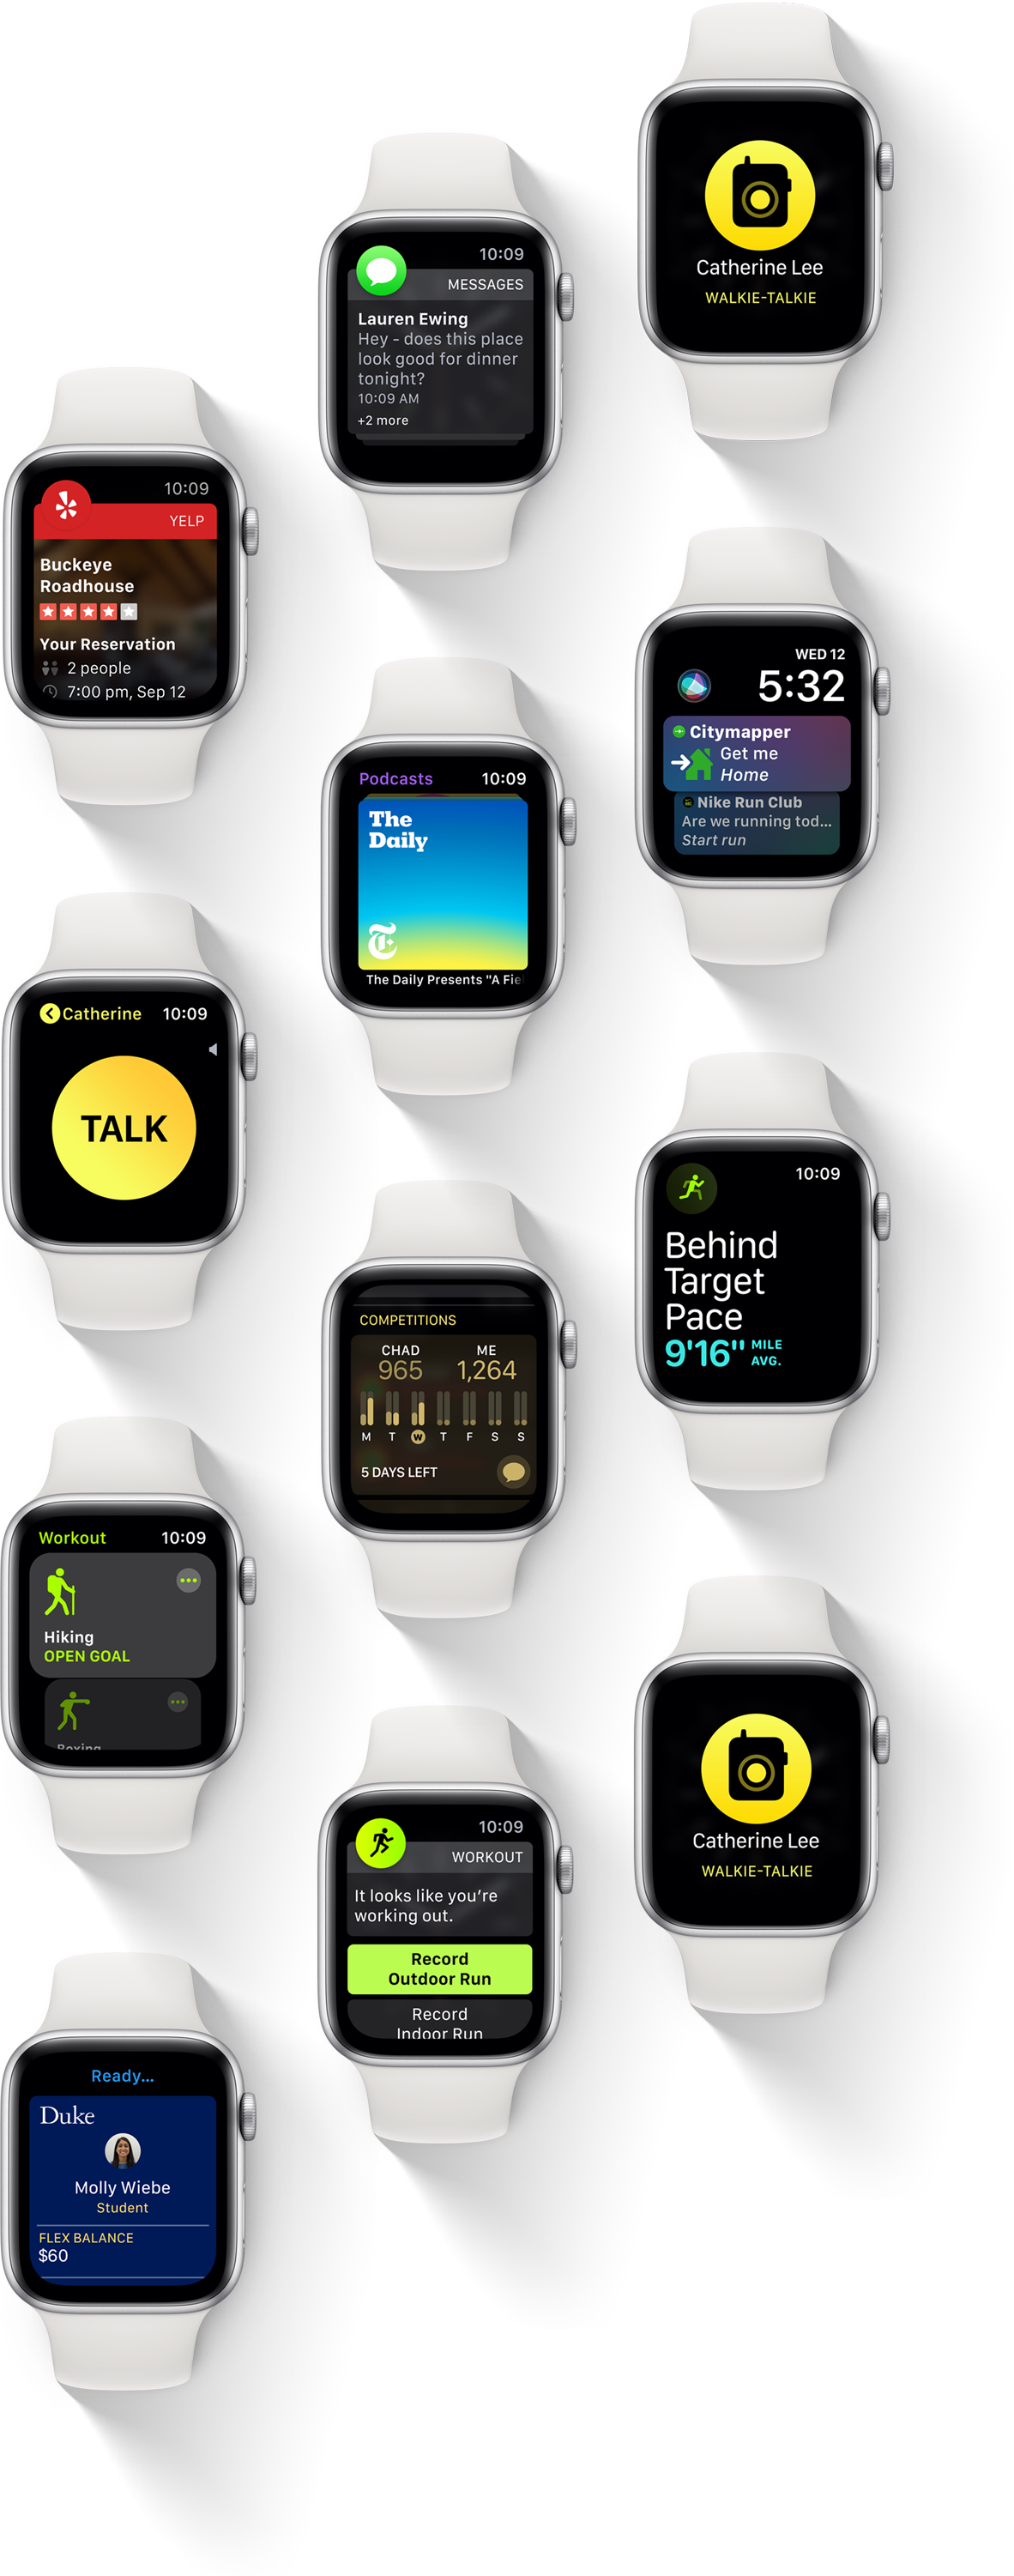 Catherine Lee
WALKIE-TALKIE
10:09
MESSAGES
Lauren Ewing
Hey - does this place
look good for dinner
tonight?
10:09 AM
+2 more
10:09
YELP
Buckeye
Roadhouse
Your Reservation
2 people
7:00 pm, Sep 12
WED 12
5:32
Citymapper
Get me
Home
Nike Run Club
Are we running tod...
Start run
Podcasts 10:09
The
Daily
T
The Daily Presents "A Fie
Catherine 10:09
TALK
10:09
Behind
Target
Pace
9'16" MILE
AVG.
COMPETITIONS
CHAD ME
965 1,264
M T W T F S S
5 DAYS LEFT
Workout 10:09
Hiking
OPEN GOAL
Boxing
Catherine Lee
WALKIE-TALKIE
10:09
WORKOUT
It looks like you're
working out.
Record
Outdoor Run
Record
Indoor Run
Ready...
Duke
Molly Wiebe
Student
FLEX BALANCE
$60